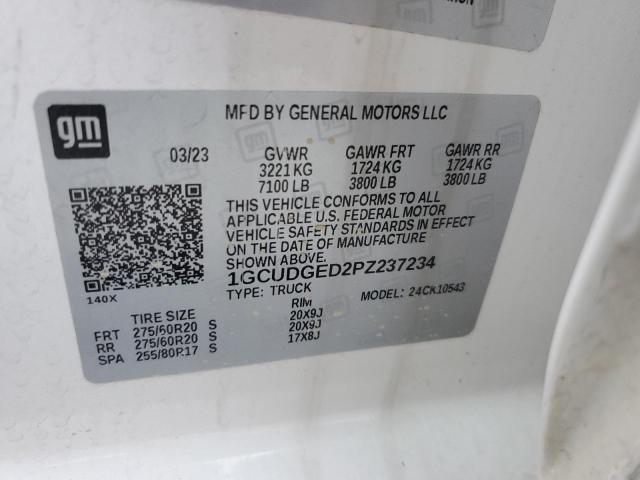 gm
MFD BY GENERAL MOTORS LLC
03/23 GVWR GAWR FRT GAWR RR
3221 KG 1724 KG 1724 KG
7100 LB 3800 LB 3800 LB
THIS VEHICLE CONFORMS TO ALL
APPLICABLE U.S. FEDERAL MOTOR
VEHICLE SAFETY STANDARDS IN EFFECT
ON THE DATE OF MANUFACTURE
SHOWN ABOVE.
1GCUDGED2PZ237234
140X TYPE: TRUCK MODEL: 24CK10543
TIRE SIZE RIM
FRT 275/60R20 S 20X9J
RR 275/60R20 S 20X9J
SPA 255/80R17 S 17X8J